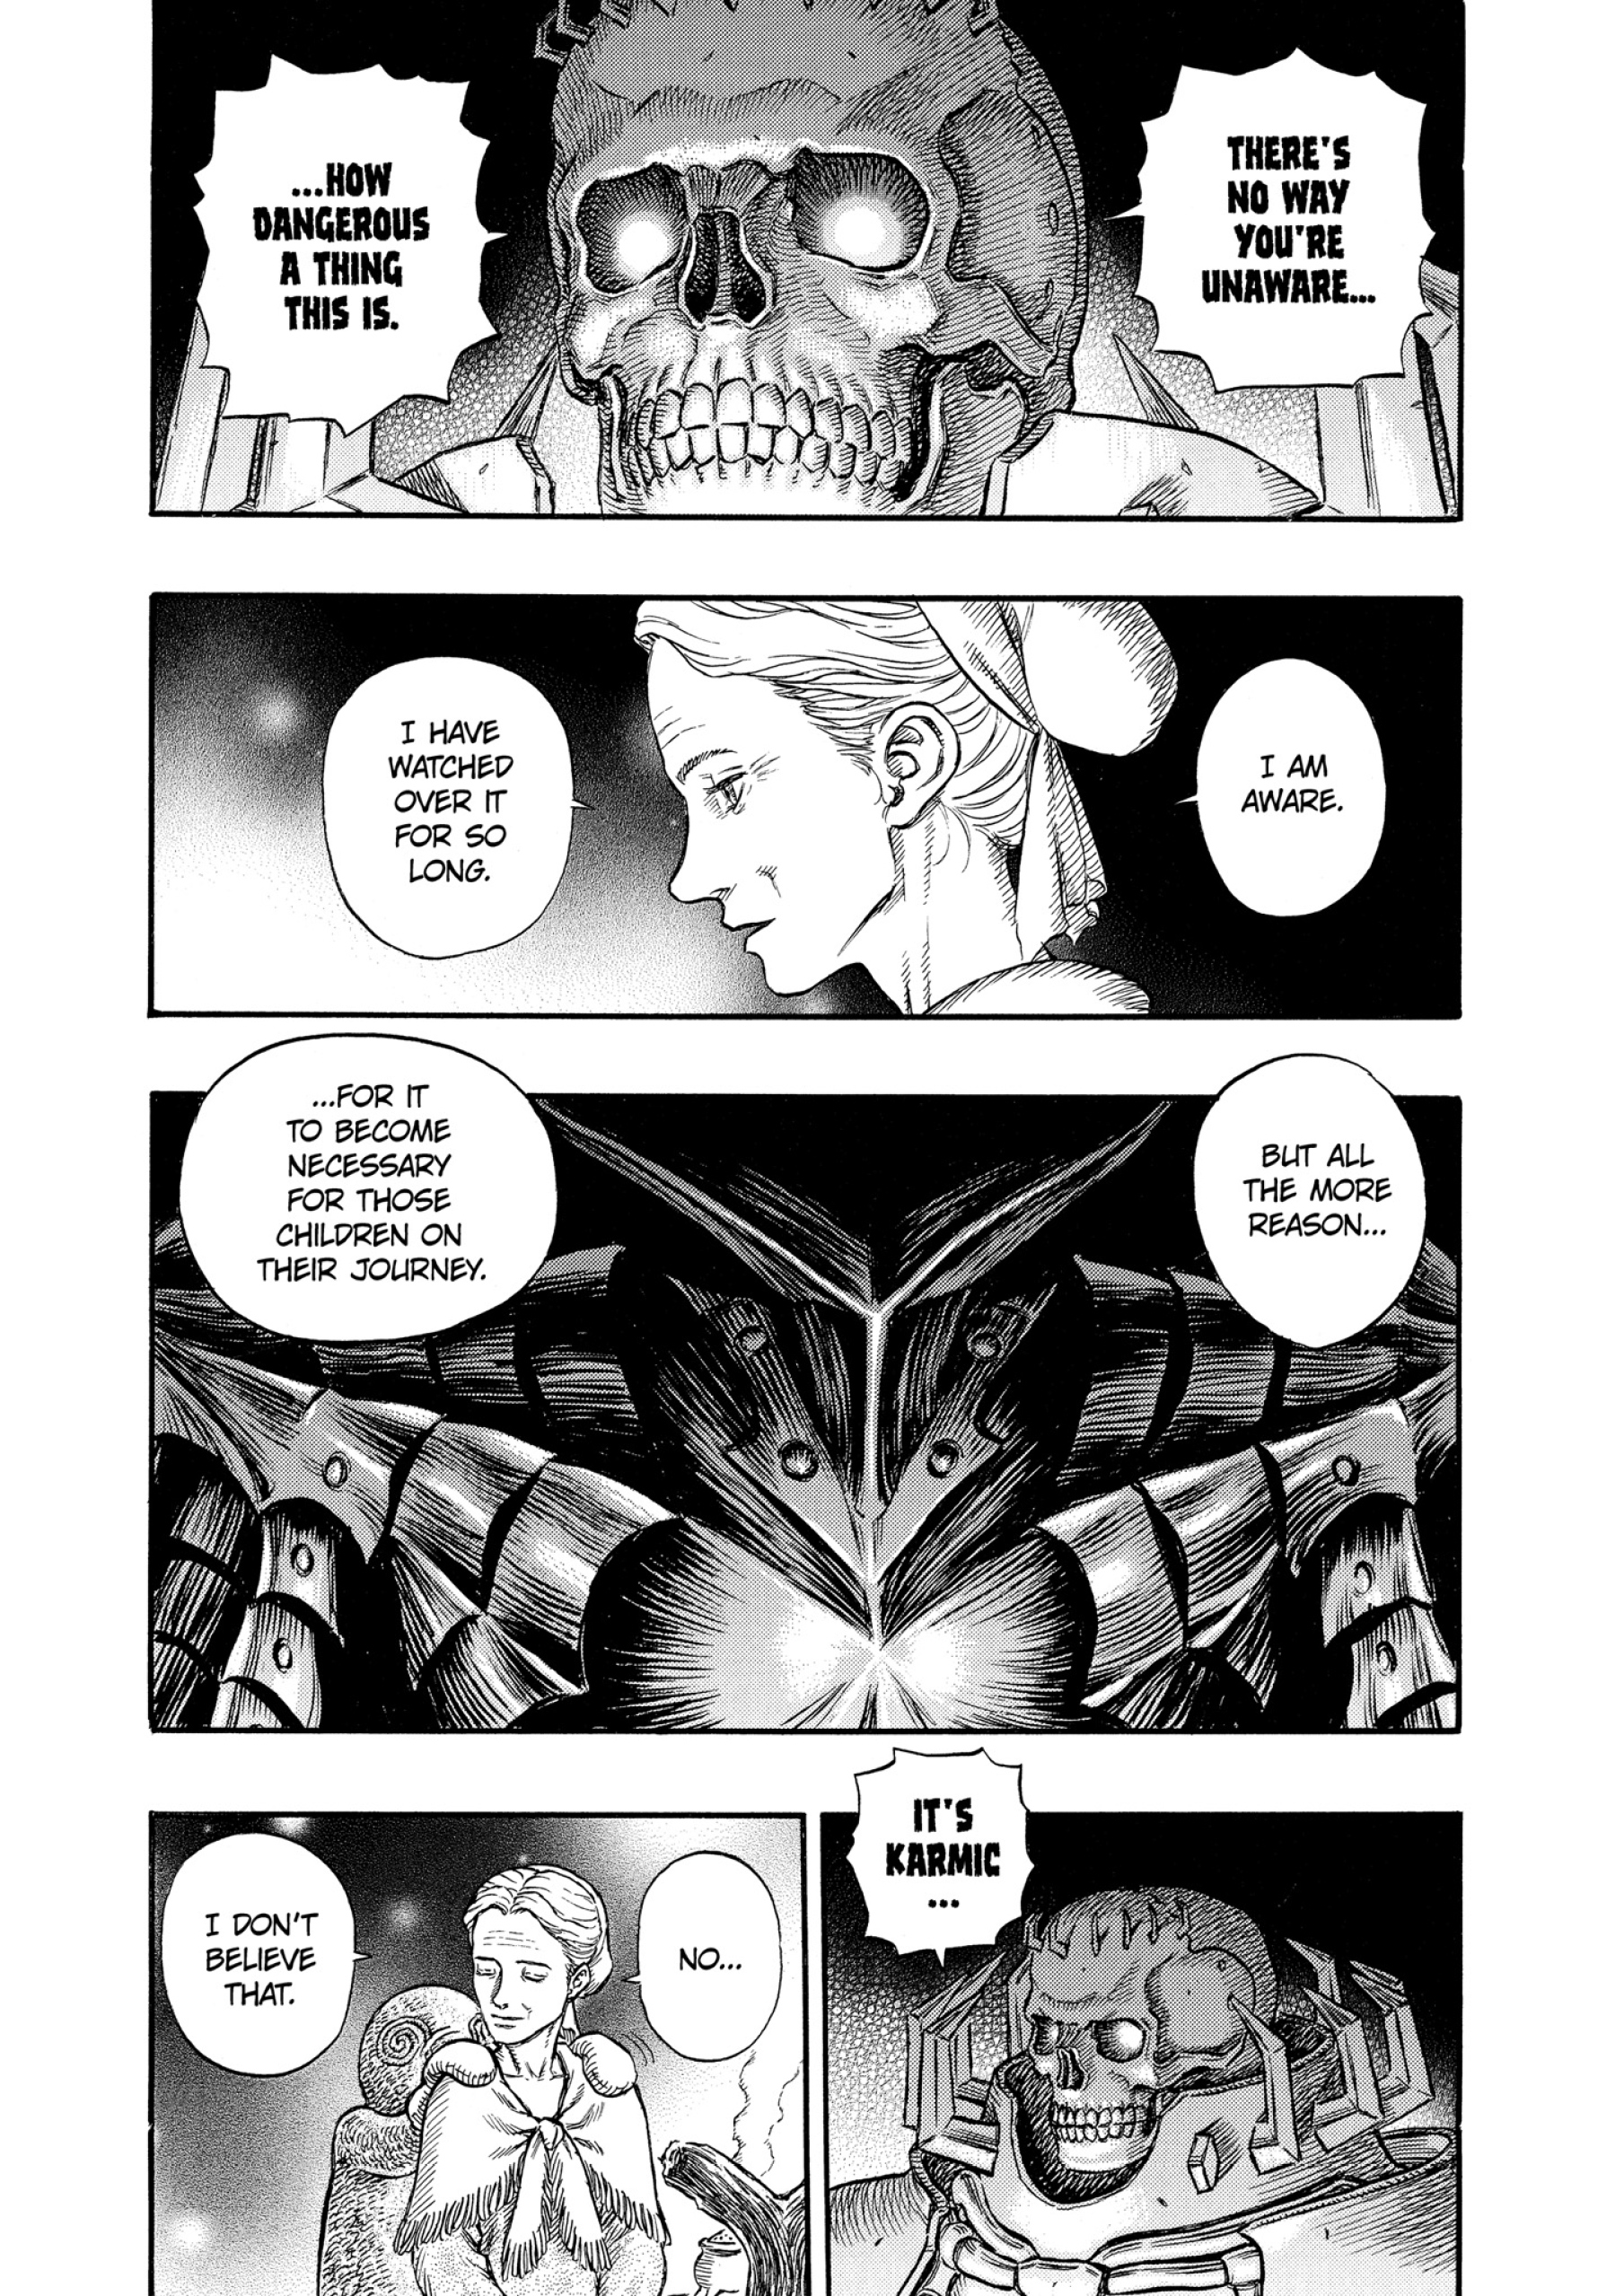 THERE'S
NO WAY
YOU'RE
UNAWARE...
...HOW
DANGEROUS
A THING
THIS IS.
I AM
AWARE.
I HAVE
WATCHED
OVER IT
FOR SO
LONG.
BUT ALL
THE MORE
REASON...
...FOR IT
TO BECOME
NECESSARY
FOR THOSE
CHILDREN ON
THEIR JOURNEY.
IT'S
KARMIC
...
NO...
I DON'T
BELIEVE
THAT.